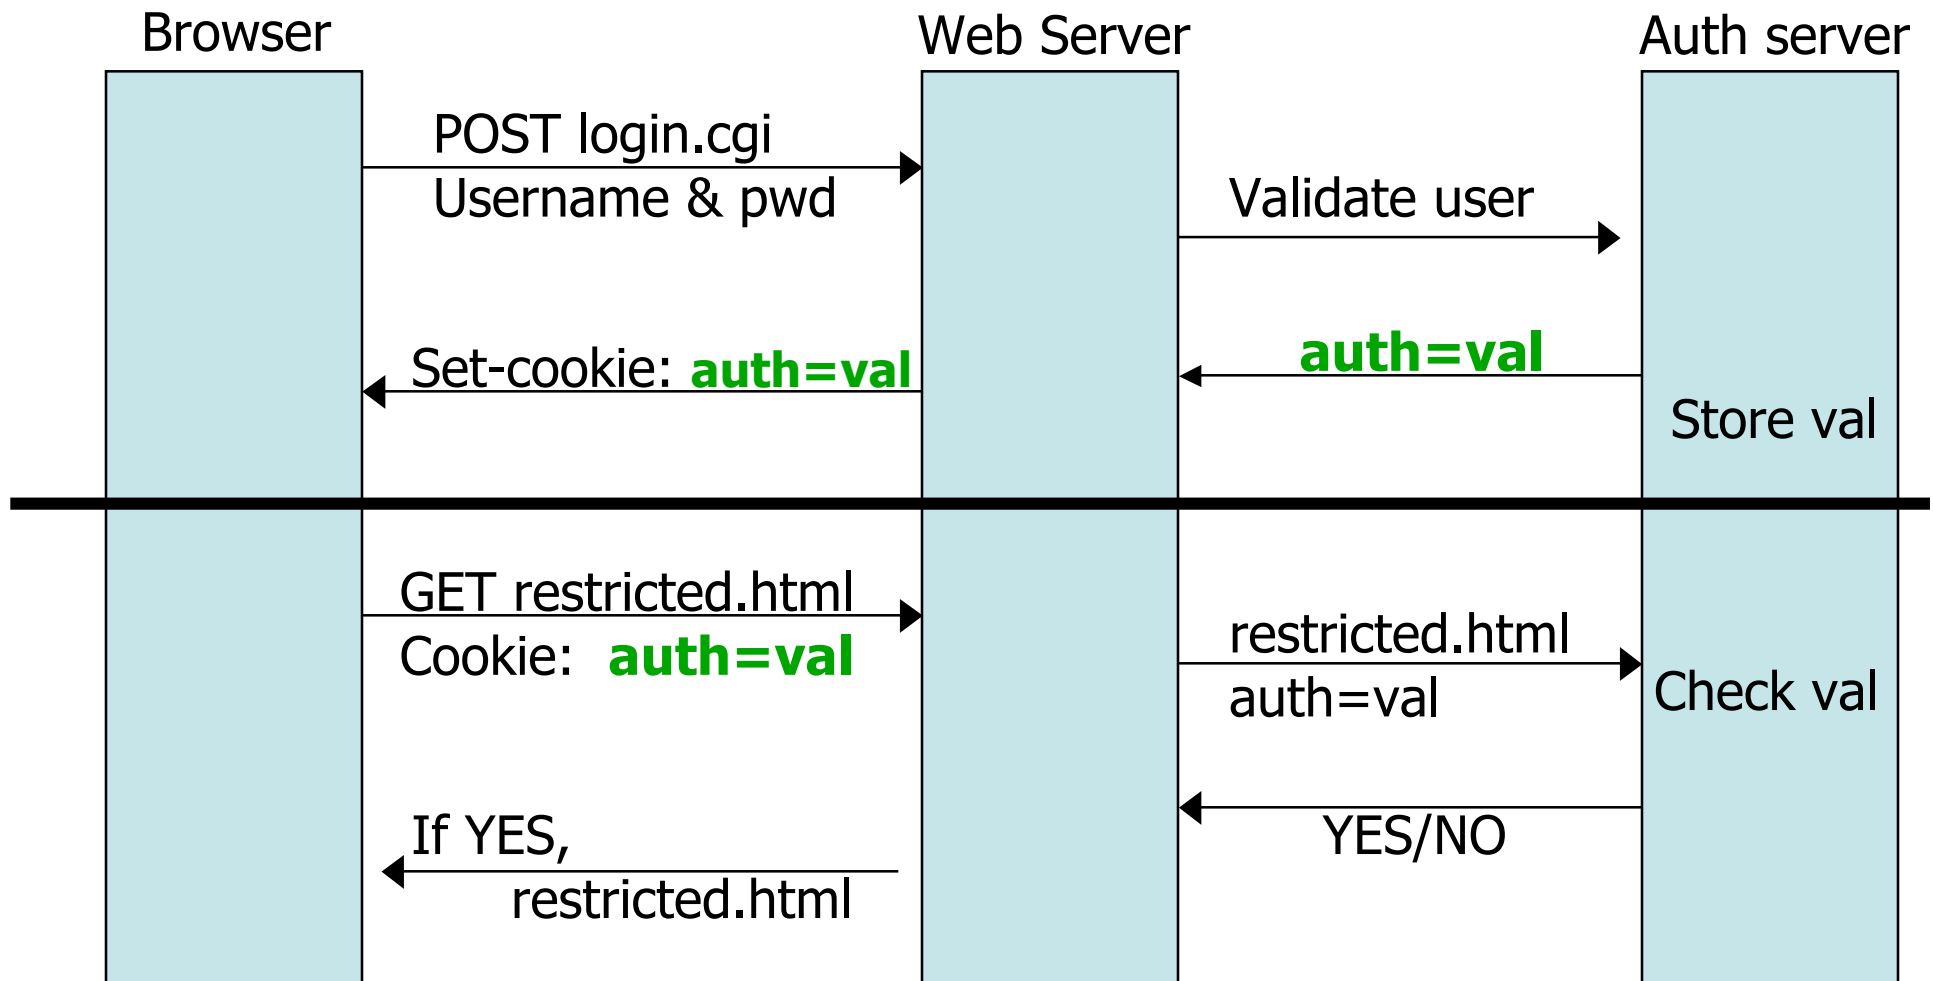 Browser
Web Server
Auth server
POST login.cgi
Username & pwd
Validate user
Set-cookie: auth=val
auth=val
Store val
GET restricted.html
Cookie: auth=val
restricted.html
auth=val
Check val
If YES,
restricted.html
YES/NO